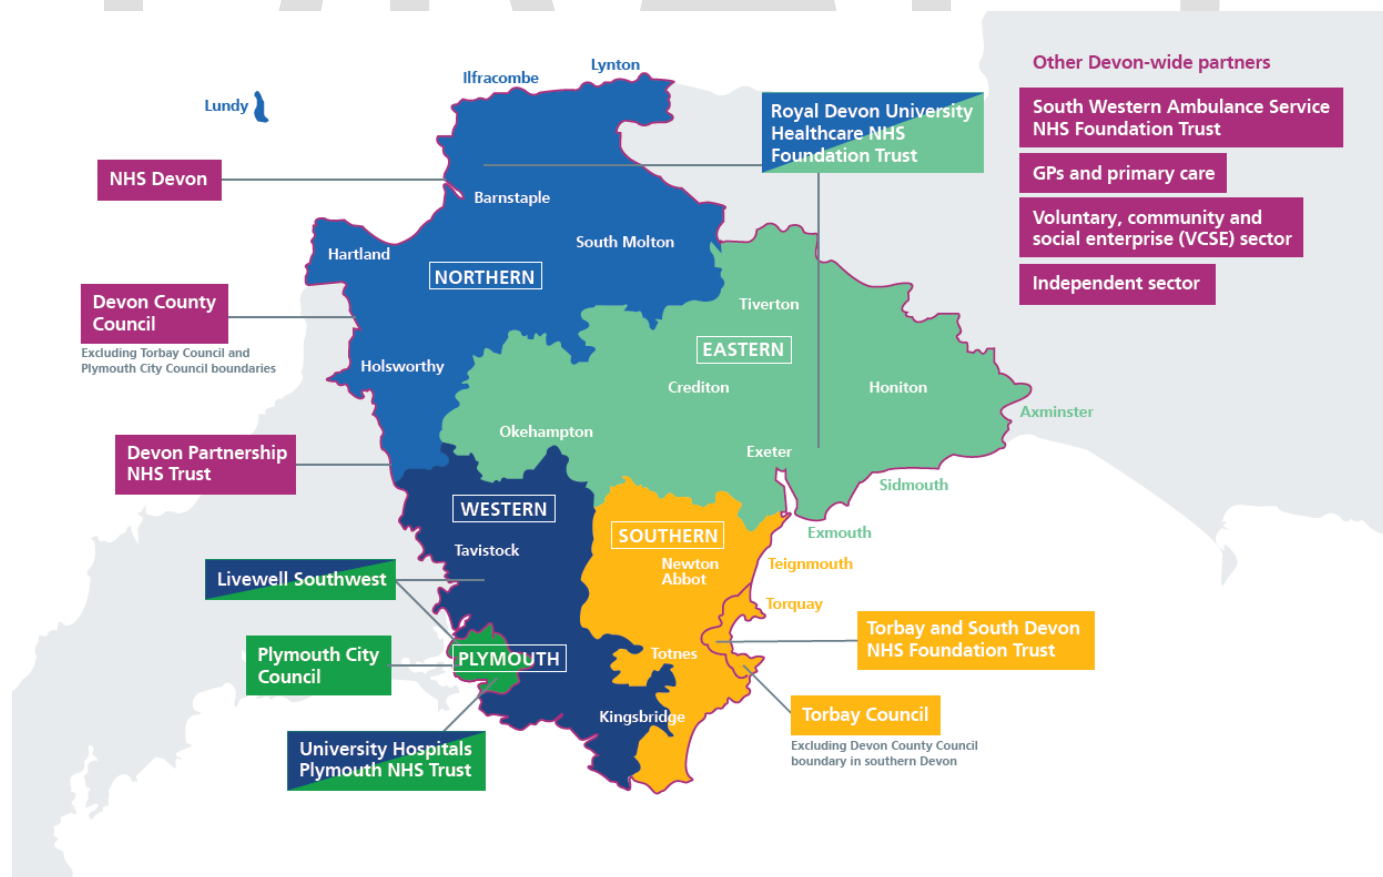 Lynton
Ilfracombe
Lundy
Other Devon-wide partners
South Western Ambulance Service
NHS Foundation Trust
GPs and primary care
Voluntary, community and
social enterprise (VCSE) sector
Independent sector
Royal Devon University
Healthcare NHS
Foundation Trust
NHS Devon
Barnstaple
South Molton
Hartland
NORTHERN
Devon County
Council
Excluding Torbay Council and
Plymouth City Council boundaries
Tiverton
EASTERN
Holsworthy
Crediton
Honiton
Axminster
Okehampton
Exeter
Devon Partnership
NHS Trust
Sidmouth
WESTERN
SOUTHERN
Exmouth
Tavistock
Newton
Abbot
Teignmouth
Livewell Southwest
Torquay
Torbay and South Devon
NHS Foundation Trust
Plymouth City
Council
PLYMOUTH
Totnes
Kingsbridge
Torbay Council
Excluding Devon County Council
boundary in southern Devon
University Hospitals
Plymouth NHS Trust